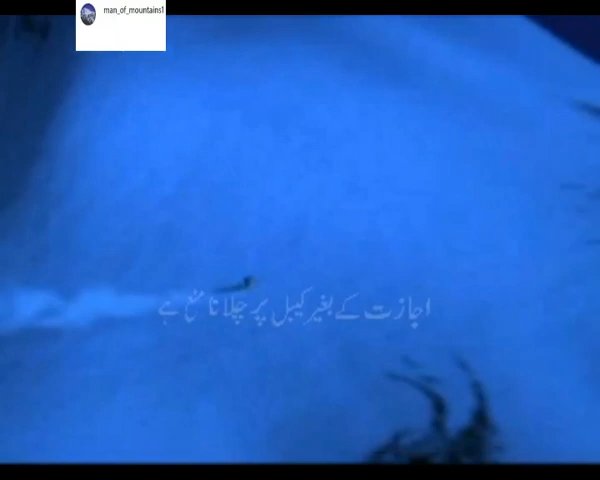 man_of_mountains1
اجازت کے بغیر کیبل پر چلانا منع ہے